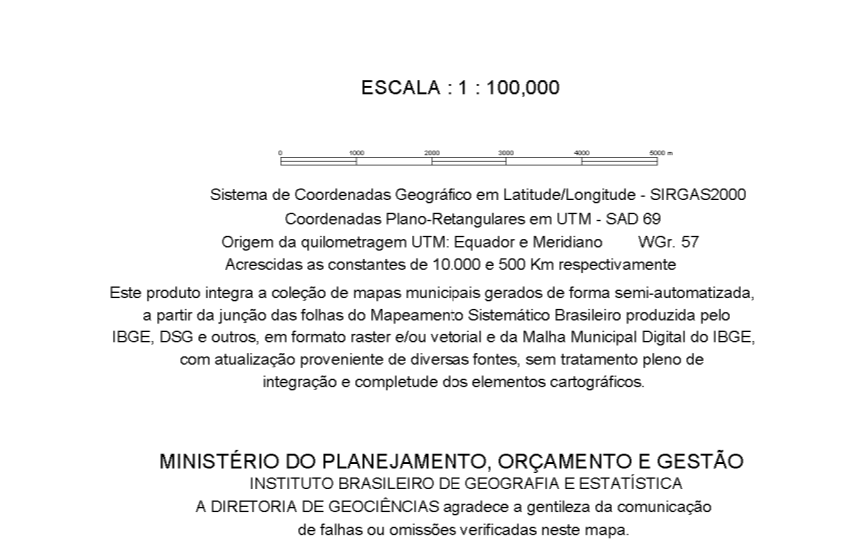 ESCALA : 1 : 100,000
0 1000 2000 3000 4000 5000 m
Sistema de Coordenadas Geográfico em Latitude/Longitude - SIRGAS2000
Coordenadas Plano-Retangulares em UTM - SAD 69
Origem da quilometragem UTM: Equador e Meridiano WGr. 57
Acrescidas as constantes de 10.000 e 500 Km respectivamente
Este produto integra a coleção de mapas municipais gerados de forma semi-automatizada,
a partir da junção das folhas do Mapeamento Sistemático Brasileiro produzida pelo
IBGE, DSG e outros, em formato raster e/ou vetorial e da Malha Municipal Digital do IBGE,
com atualização proveniente de diversas fontes, sem tratamento pleno de
integração e completude dos elementos cartográficos.
MINISTÉRIO DO PLANEJAMENTO, ORÇAMENTO E GESTÃO
INSTITUTO BRASILEIRO DE GEOGRAFIA E ESTATÍSTICA
A DIRETORIA DE GEOCIÊNCIAS agradece a gentileza da comunicação
de falhas ou omissões verificadas neste mapa.